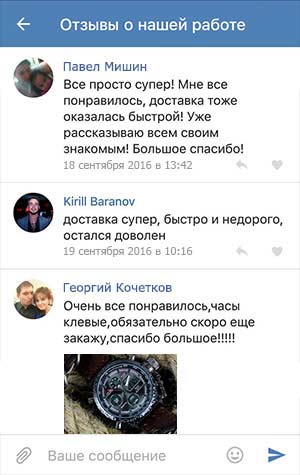 Отзывы о нашей работе
Павел Мишин
Все просто супер! Мне все
понравилось, доставка тоже
оказалась быстрой! Уже
рассказываю всем своим
знакомым! Большое спасибо!
18 сентября 2016 в 13:42
Kirill Baranov
доставка супер, быстро и недорого,
остался доволен
19 сентября 2016 в 10:16
Георгий Кочетков
Очень все понравилось,часы
клевые,обязательно скоро еще
закажу,спасибо большое!!!!!
Ваше сообщение